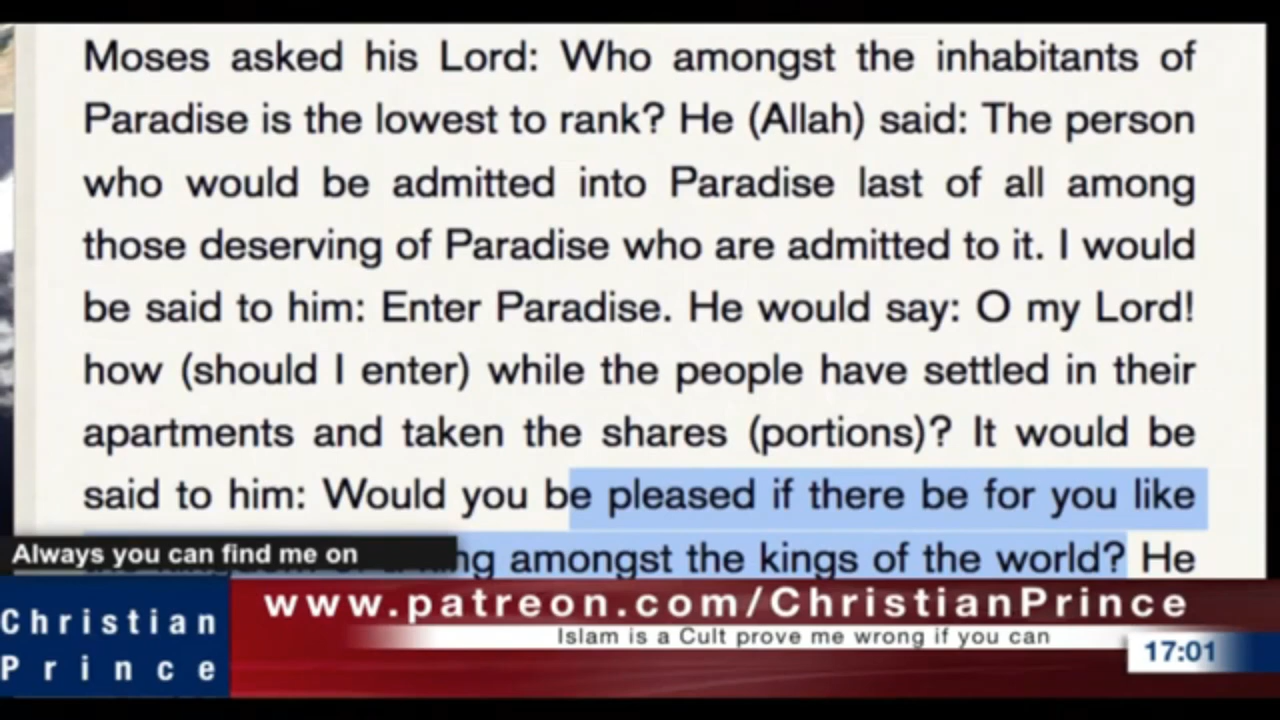 Moses asked his Lord: Who amongst the inhabitants of
Paradise is the lowest to rank? He (Allah) said: The person
who would be admitted into Paradise last of all among
those deserving of Paradise who are admitted to it. I would
be said to him: Enter Paradise. He would say: O my Lord!
how (should I enter) while the people have settled in their
apartments and taken the shares (portions)? It would be
said to him: Would you be pleased if there be for you like
amongst the kings of the world? He
Always you can find me on
www.patreon.com/ChristianPrince
Christian
Prince
Islam is a Cult prove me wrong if you can
17:01